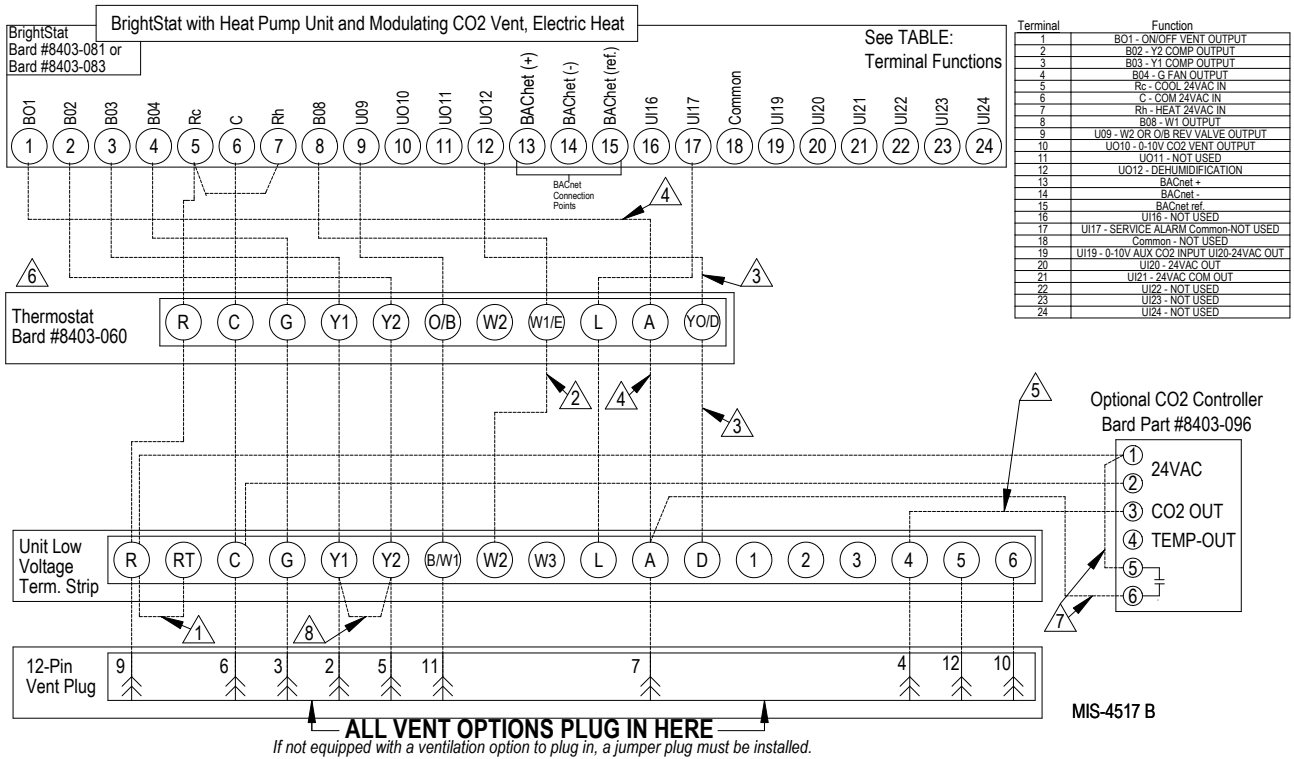 BrightStat with Heat Pump Unit and Modulating CO2 Vent, Electric Heat
BrightStat
Bard #8403-081 or
Bard #8403-083
See TABLE:
Terminal Functions
BO1 B02 B03 B04 Rc C Rh B08 U09 UO10 UO11 UO12 BAChet (+) BAChet (-) BAChet (ref.) UI16 UI17 Common UI19 UI20 UI21 UI22 UI23 UI24
1 2 3 4 5 6 7 8 9 10 11 12 13 14 15 16 17 18 19 20 21 22 23 24
BACnet
Connection
Points
4
6
3
Terminal Function
1 BO1 - ON/OFF VENT OUTPUT
2 B02 - Y2 COMP OUTPUT
3 B03 - Y1 COMP OUTPUT
4 B04 - G FAN OUTPUT
5 Rc - COOL 24VAC IN
6 C - COM 24VAC IN
7 Rh - HEAT 24VAC IN
8 B08 - W1 OUTPUT
9 U09 - W2 OR O/B REV VALVE OUTPUT
10 UO10 - 0-10V CO2 VENT OUTPUT
11 UO11 - NOT USED
12 UO12 - DEHUMIDIFICATION
13 BACnet +
14 BACnet -
15 BACnet ref.
16 UI16 - NOT USED
17 UI17 - SERVICE ALARM Common-NOT USED
18 Common - NOT USED
19 UI19 - 0-10V AUX CO2 INPUT UI20-24VAC OUT
20 UI20 - 24VAC OUT
21 UI21 - 24VAC COM OUT
22 UI22 - NOT USED
23 UI23 - NOT USED
24 UI24 - NOT USED
Thermostat
Bard #8403-060
R C G Y1 Y2 O/B W2 W1/E L A YO/D
2
4
3
5
Optional CO2 Controller
Bard Part #8403-096
1
24VAC
2
3 CO2 OUT
4 TEMP-OUT
5
6
7
Unit Low
Voltage
Term. Strip
R RT C G Y1 Y2 B/W1 W2 W3 L A D 1 2 3 4 5 6
1
8
12-Pin
Vent Plug
9 6 3 2 5 11 7 4 12 10
ALL VENT OPTIONS PLUG IN HERE
If not equipped with a ventilation option to plug in, a jumper plug must be installed.
MIS-4517 B